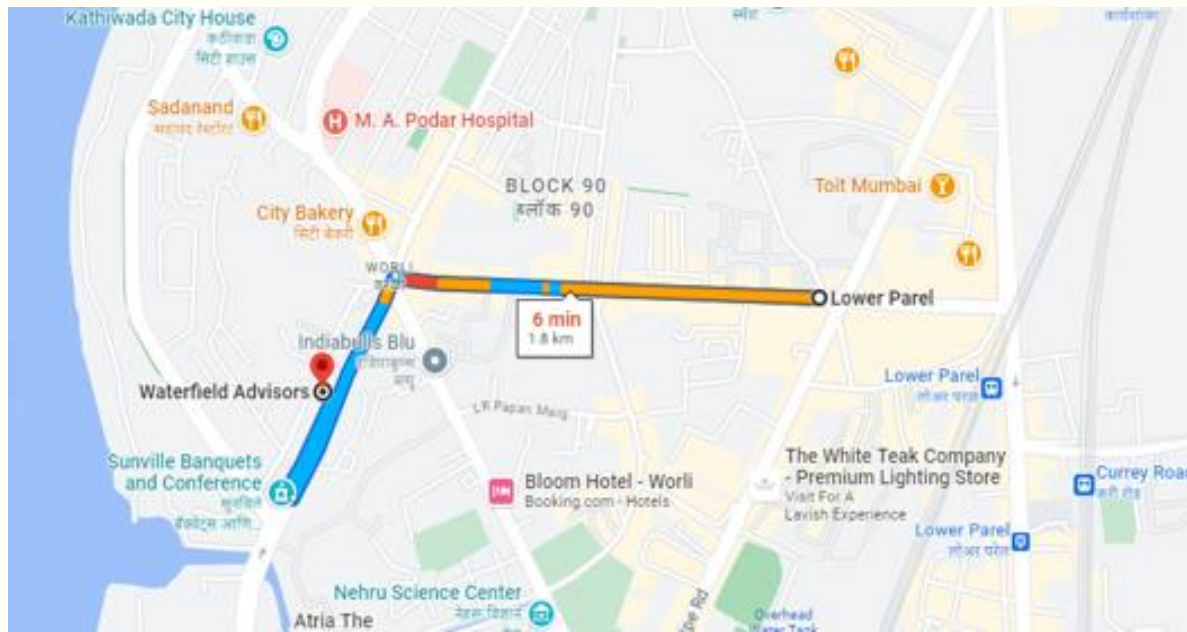 Kathiwada City House
कठीवाडा
सिटी हाउस
Sadanand
M. A. Podar Hospital
BLOCK 90
ब्लॉक 90
Toit Mumbai
City Bakery
सिटी बेकरी
WORLI
Lower Parel
6 min
1.8 km
Indiabulls Blu
Waterfield Advisors
LR Papan Marg
Lower Parel
लोअर परेल
Sunville Banquets
and Conference
Bloom Hotel - Worli
Booking.com - Hotels
The White Teak Company
- Premium Lighting Store
Visit For A
Lavish Experience
Currey Road
करी रोड
Lower Parel
लोअर परेल
Nehru Science Center
Atria The
Overhead
Water Tank